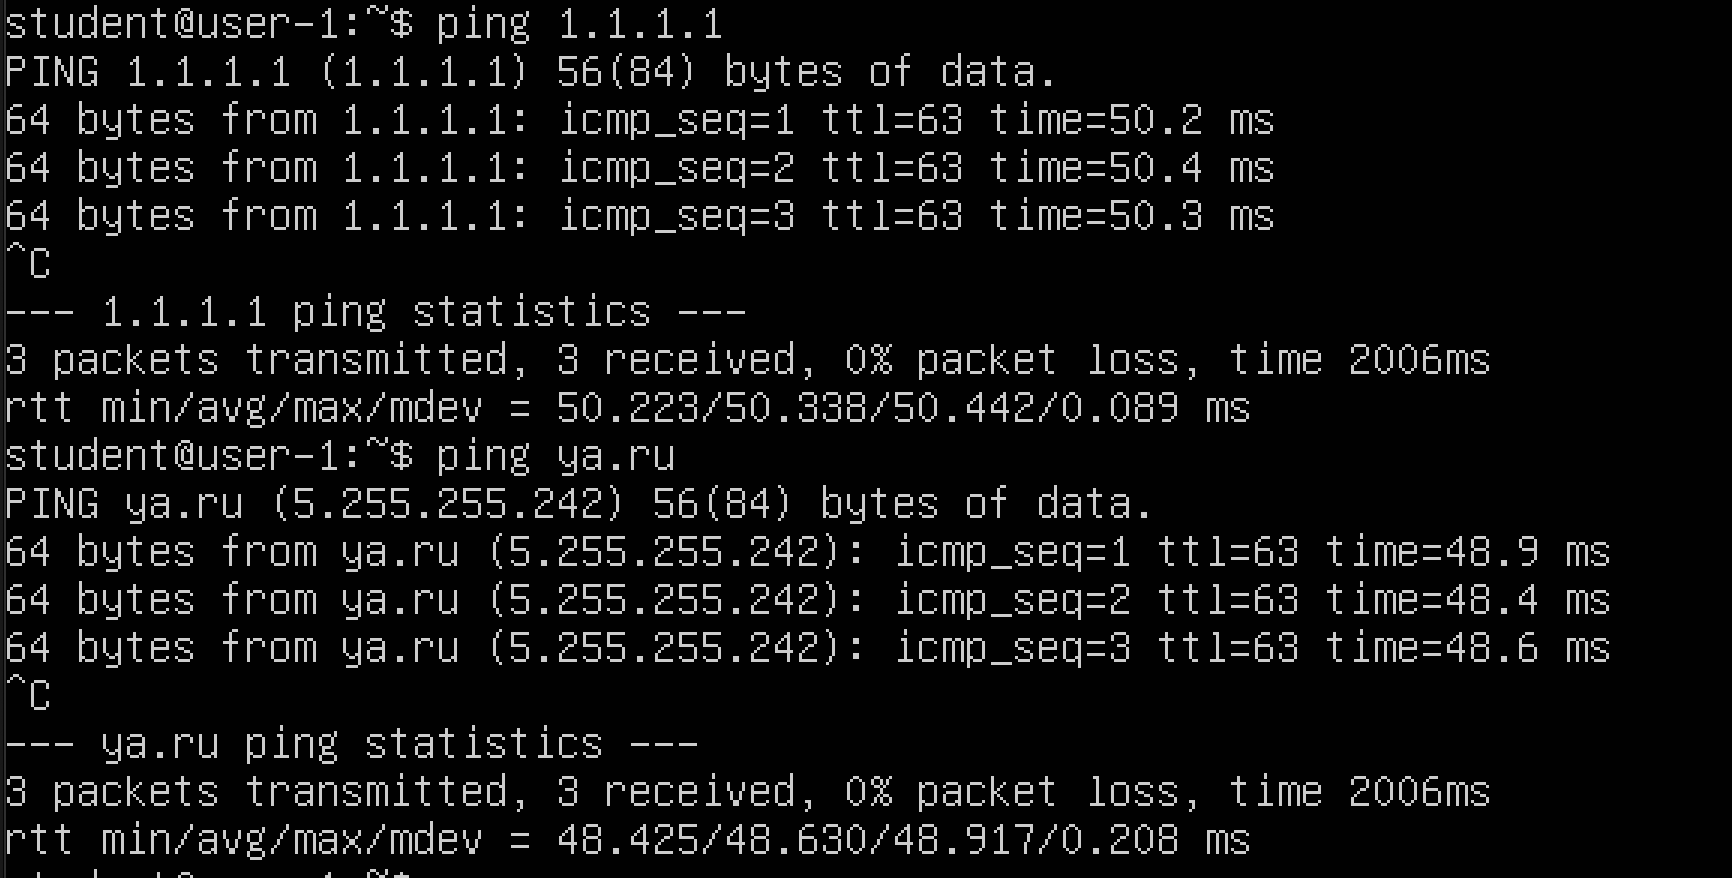 student@user-1:~$ ping 1.1.1.1
PING 1.1.1.1 (1.1.1.1) 56(84) bytes of data.
64 bytes from 1.1.1.1: icmp_seq=1 ttl=63 time=50.2 ms
64 bytes from 1.1.1.1: icmp_seq=2 ttl=63 time=50.4 ms
64 bytes from 1.1.1.1: icmp_seq=3 ttl=63 time=50.3 ms
^C
--- 1.1.1.1 ping statistics ---
3 packets transmitted, 3 received, 0% packet loss, time 2006ms
rtt min/avg/max/mdev = 50.223/50.338/50.442/0.089 ms
student@user-1:~$ ping ya.ru
PING ya.ru (5.255.255.242) 56(84) bytes of data.
64 bytes from ya.ru (5.255.255.242): icmp_seq=1 ttl=63 time=48.9 ms
64 bytes from ya.ru (5.255.255.242): icmp_seq=2 ttl=63 time=48.4 ms
64 bytes from ya.ru (5.255.255.242): icmp_seq=3 ttl=63 time=48.6 ms
^C
--- ya.ru ping statistics ---
3 packets transmitted, 3 received, 0% packet loss, time 2006ms
rtt min/avg/max/mdev = 48.425/48.630/48.917/0.208 ms